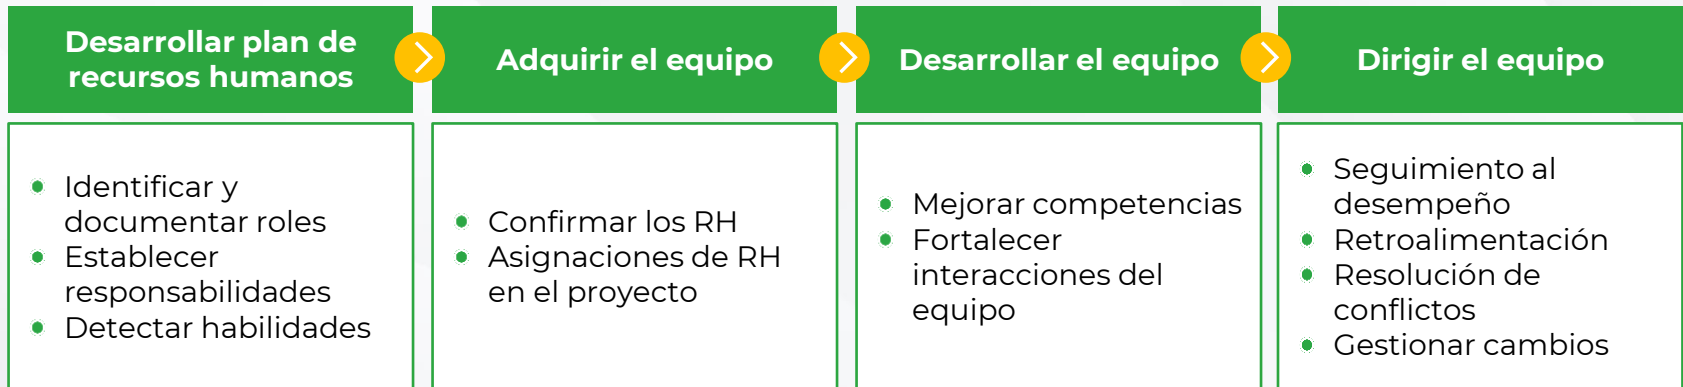 Desarrollar plan de
recursos humanos
Identificar y
documentar roles
Establecer
responsabilidades
Detectar habilidades
Adquirir el equipo
Confirmar los RH
Asignaciones de RH
en el proyecto
Desarrollar el equipo
Mejorar competencias
Fortalecer
interacciones del
equipo
Dirigir el equipo
Seguimiento al
desempeño
Retroalimentación
Resolución de
conflictos
Gestionar cambios